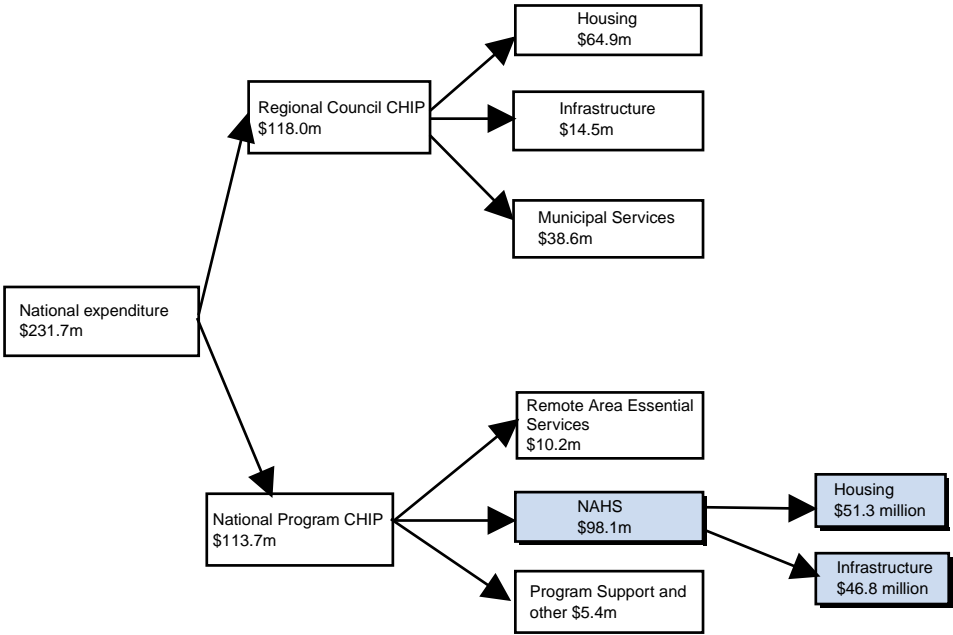 Housing
$64.9m
Regional Council CHIP
$118.0m
Infrastructure
$14.5m
Municipal Services
$38.6m
National expenditure
$231.7m
Remote Area Essential
Services
$10.2m
National Program CHIP
$113.7m
NAHS
$98.1m
Housing
$51.3 million
Infrastructure
$46.8 million
Program Support and
other $5.4m